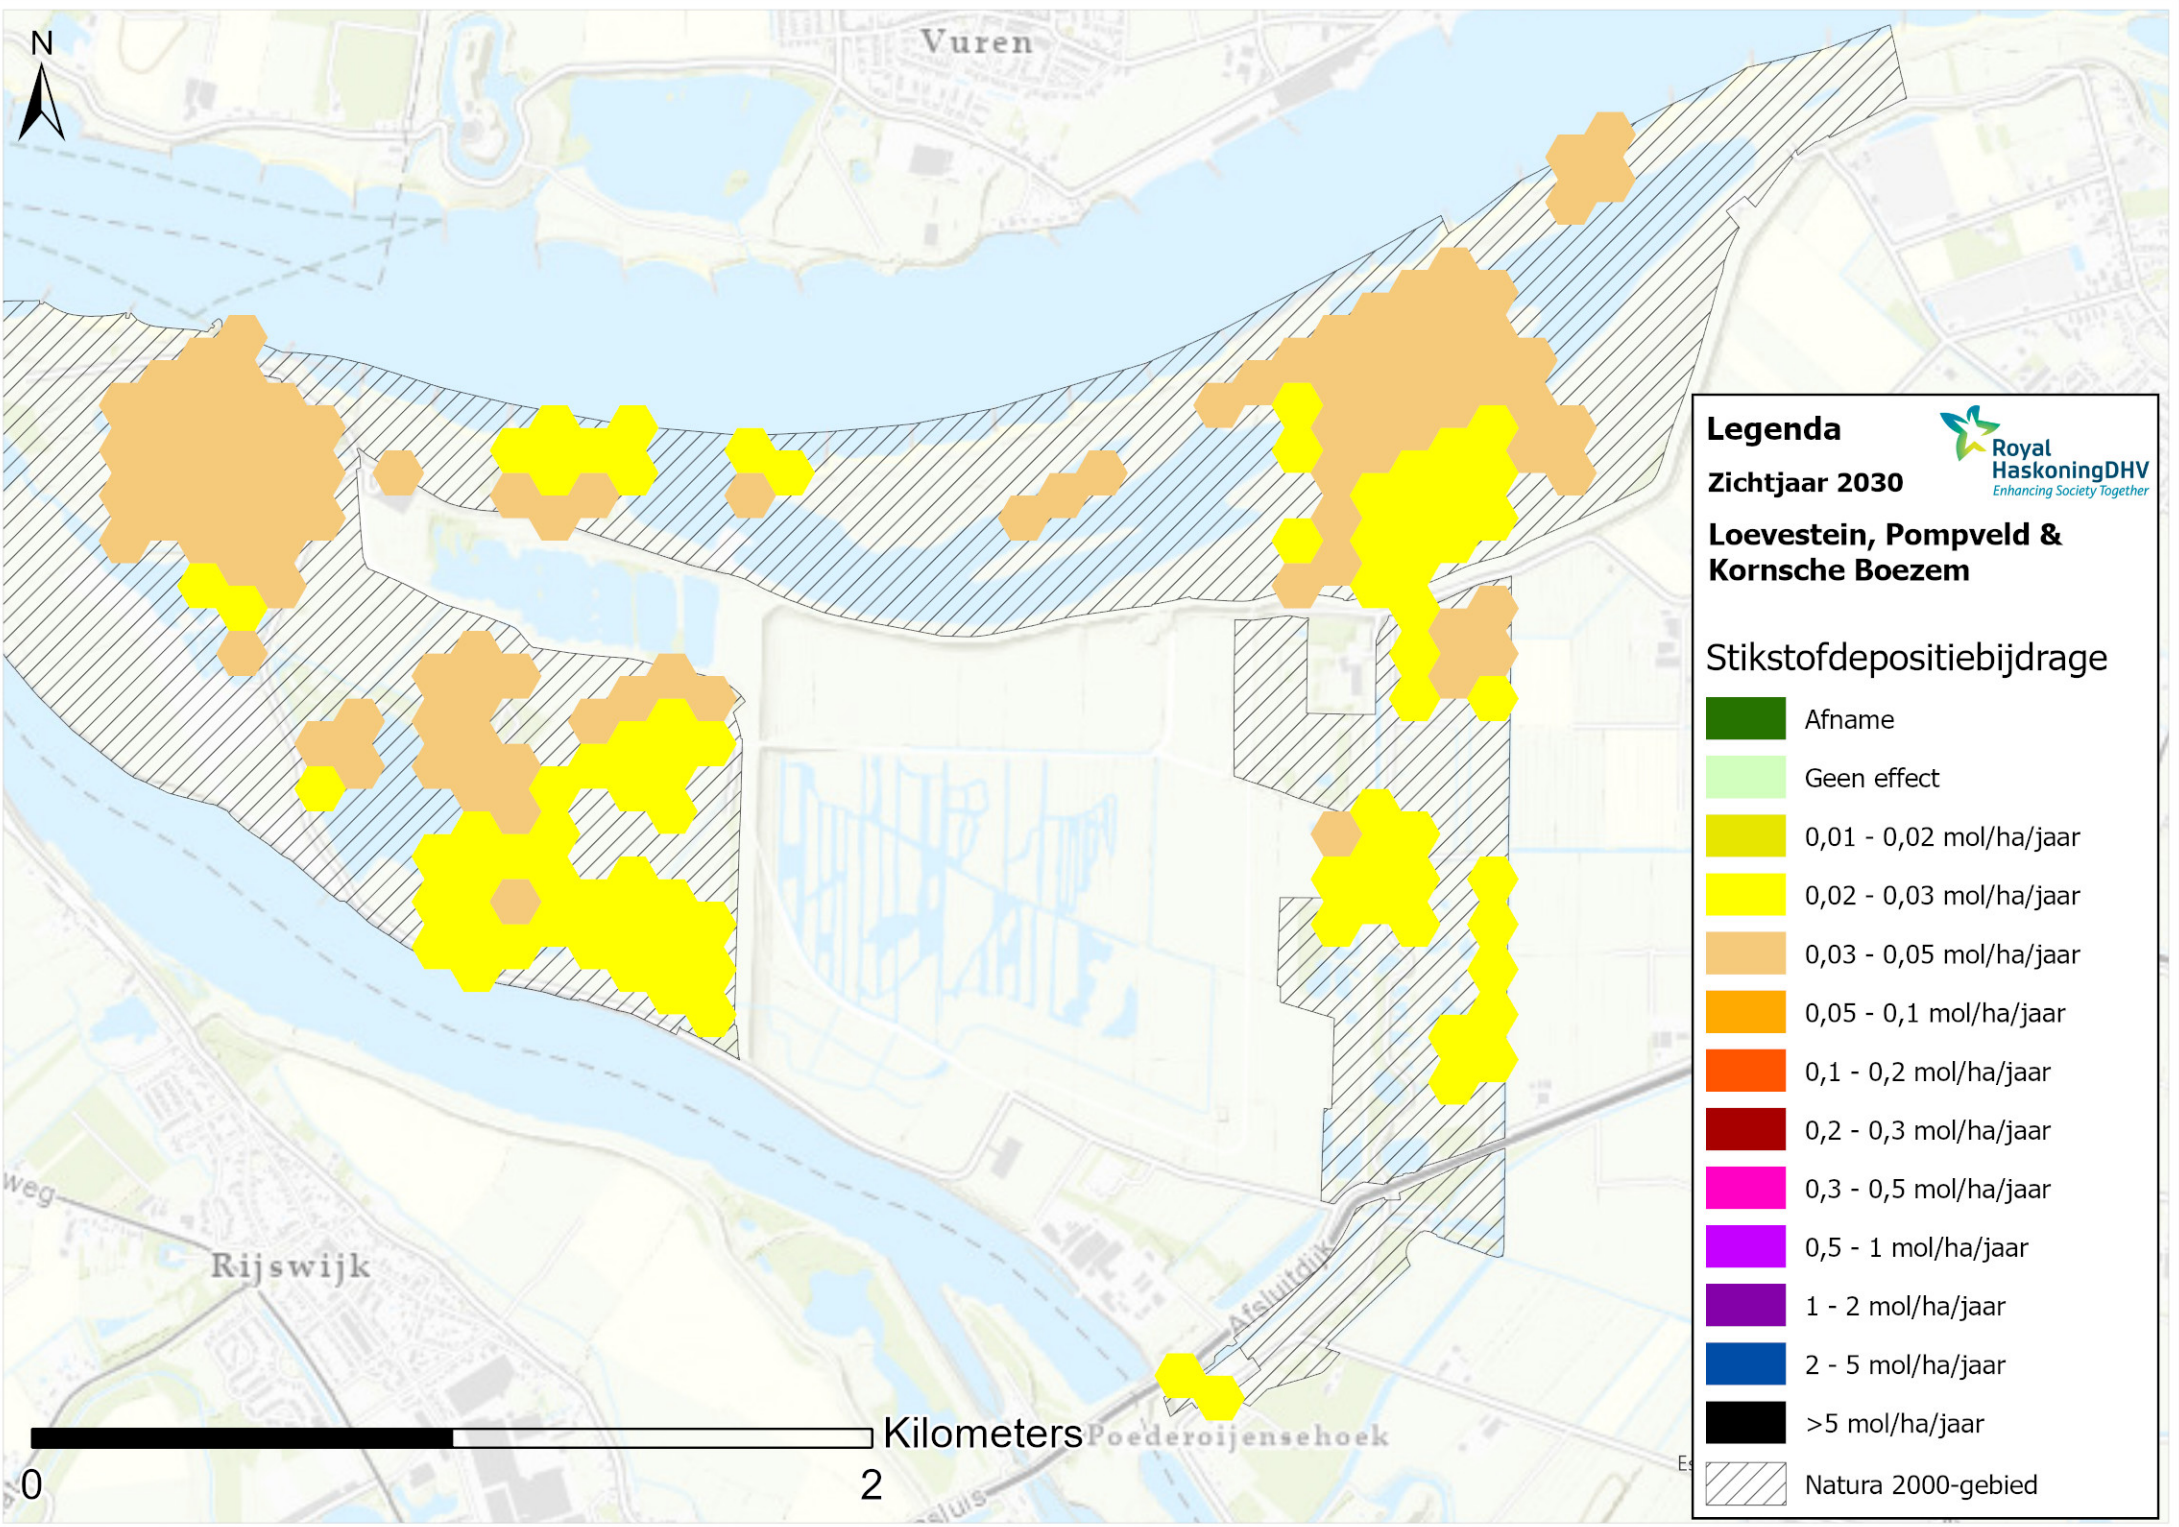 N
Vuren
Legenda
Zichtjaar 2030
Royal
HaskoningDHV
Enhancing Society Together
Loevestein, Pompveld &
Kornsche Boezem
Stikstofdepositiebijdrage
Afname
Geen effect
0,01 - 0,02 mol/ha/jaar
0,02 - 0,03 mol/ha/jaar
0,03 - 0,05 mol/ha/jaar
0,05 - 0,1 mol/ha/jaar
0,1 - 0,2 mol/ha/jaar
0,2 - 0,3 mol/ha/jaar
0,3 - 0,5 mol/ha/jaar
0,5 - 1 mol/ha/jaar
1 - 2 mol/ha/jaar
2 - 5 mol/ha/jaar
>5 mol/ha/jaar
Natura 2000-gebied
weg
Rijswijk
Afsluitdijk
Poederoijensehoek
Kilometers
0 2
sluis
Es